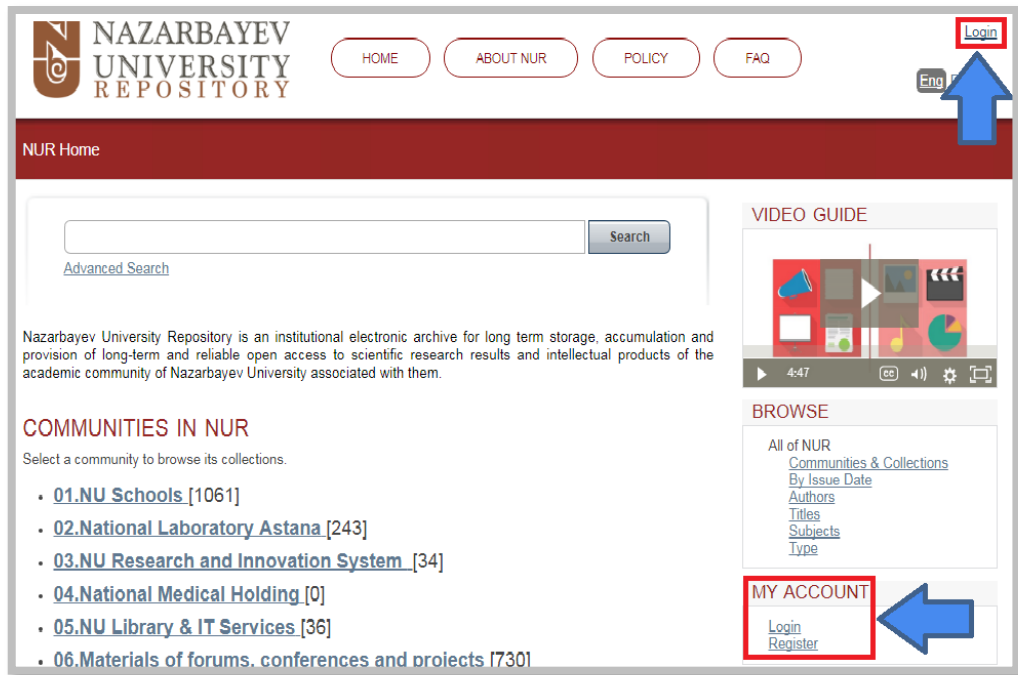 NAZARBAYEV
UNIVERSITY
REPOSITORY
HOME
ABOUT NUR
POLICY
FAQ
Login
Eng
NUR Home
Search
Advanced Search
Nazarbayev University Repository is an institutional electronic archive for long term storage, accumulation and
provision of long-term and reliable open access to scientific research results and intellectual products of the
academic community of Nazarbayev University associated with them.
COMMUNITIES IN NUR
Select a community to browse its collections.
01.NU Schools [1061]
02.National Laboratory Astana [243]
03.NU Research and Innovation System [34]
04.National Medical Holding [0]
05.NU Library & IT Services [36]
06.Materials of forums, conferences and projects [730]
VIDEO GUIDE
4:47
cc
BROWSE
All of NUR
Communities & Collections
By Issue Date
Authors
Titles
Subjects
Type
MY ACCOUNT
Login
Register